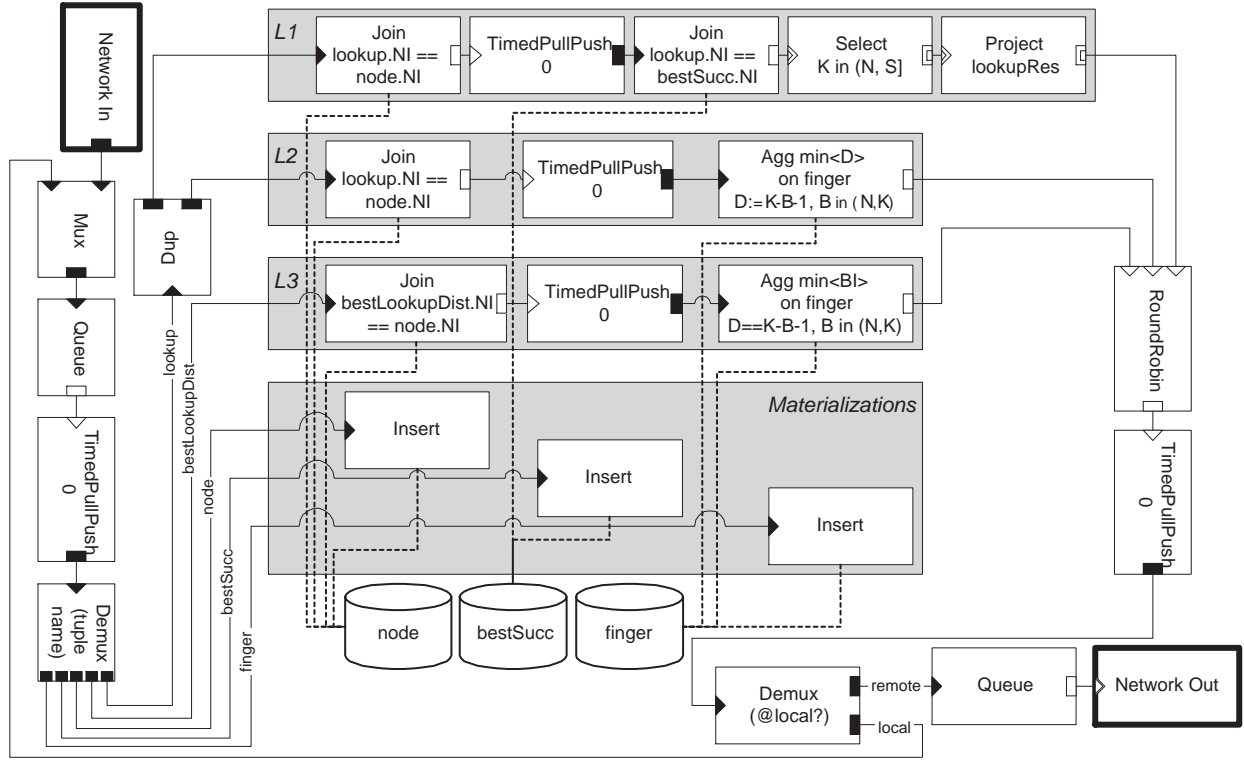 Network In
Mux
Queue
TimedPullPush
0
Demux
(tuple
name)
Dup
lookup
bestLookupDist
node
bestSucc
finger
L1
Join
lookup.NI ==
node.NI
TimedPullPush
0
Join
lookup.NI ==
bestSucc.NI
Select
K in (N, S]
Project
lookupRes
L2
Join
lookup.NI ==
node.NI
TimedPullPush
0
Agg min<D>
on finger
D:=K-B-1, B in (N,K)
L3
Join
bestLookupDist.NI
== node.NI
TimedPullPush
0
Agg min<BI>
on finger
D==K-B-1, B in (N,K)
Materializations
Insert
Insert
Insert
node
bestSucc
finger
RoundRobin
TimedPullPush
0
Demux
(@local?)
remote
local
Queue
Network Out